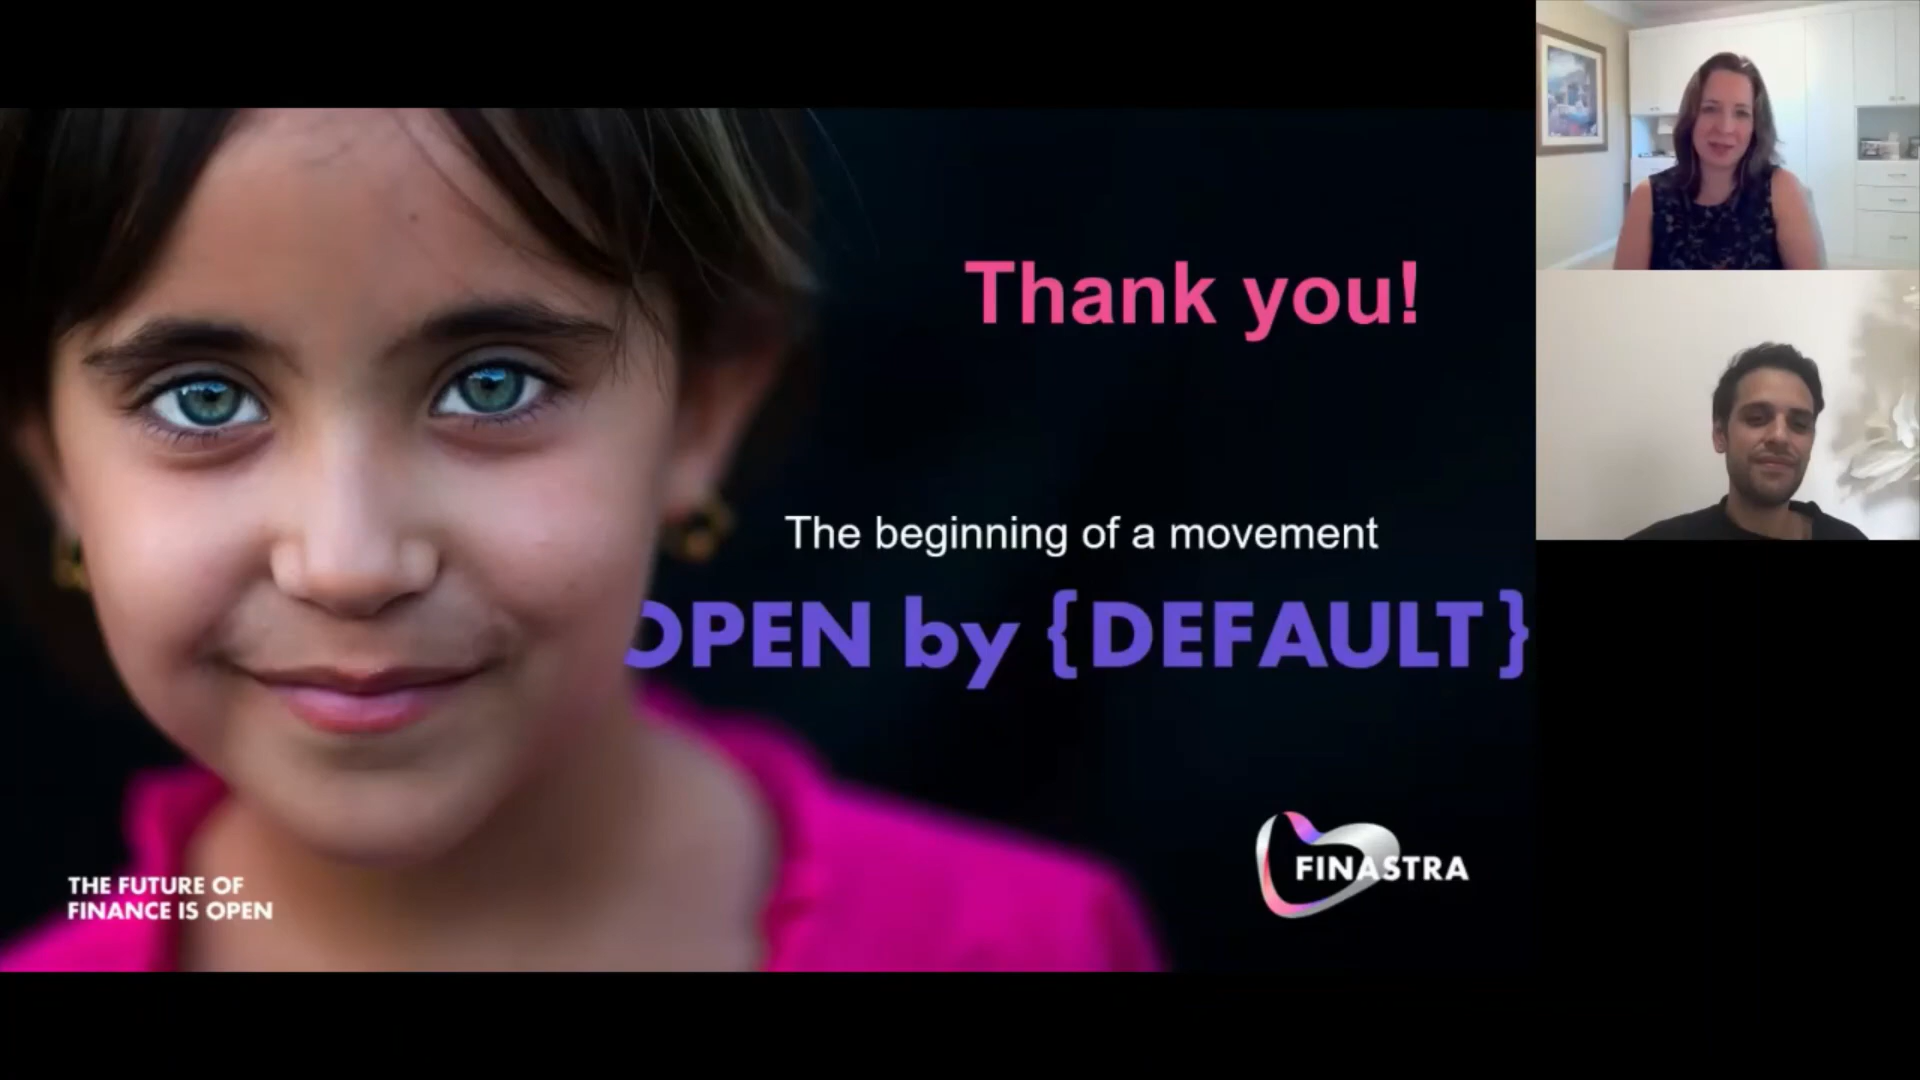 Thank you!
The beginning of a movement
OPEN by {DEFAULT}
THE FUTURE OF
FINANCE IS OPEN
FINASTRA